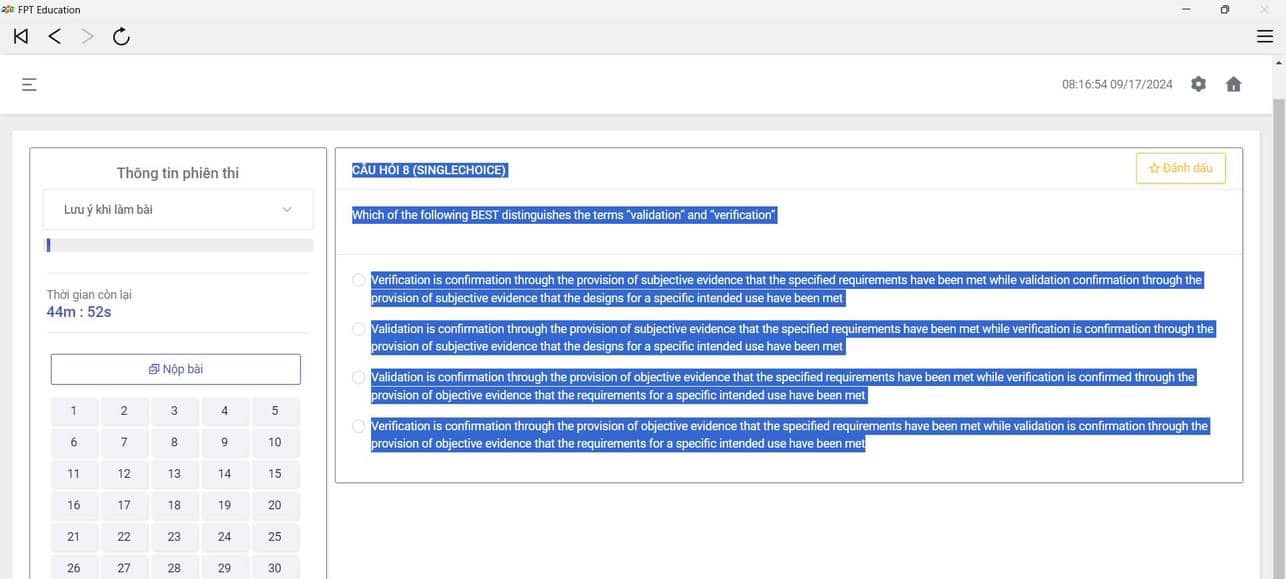 FPT Education
08:16:54 09/17/2024
Thông tin phiên thi
Lưu ý khi làm bài
Thời gian còn lại
44m : 52s
Nộp bài
1 2 3 4 5
6 7 8 9 10
11 12 13 14 15
16 17 18 19 20
21 22 23 24 25
26 27 28 29 30
CÂU HỎI 8 (SINGLECHOICE)
Đánh dấu
Which of the following BEST distinguishes the terms "validation" and "verification"
Verification is confirmation through the provision of subjective evidence that the specified requirements have been met while validation confirmation through the
provision of subjective evidence that the designs for a specific intended use have been met
Validation is confirmation through the provision of subjective evidence that the specified requirements have been met while verification is confirmation through the
provision of subjective evidence that the designs for a specific intended use have been met
Validation is confirmation through the provision of objective evidence that the specified requirements have been met while verification is confirmed through the
provision of objective evidence that the requirements for a specific intended use have been met
Verification is confirmation through the provision of objective evidence that the specified requirements have been met while validation is confirmation through the
provision of objective evidence that the requirements for a specific intended use have been met